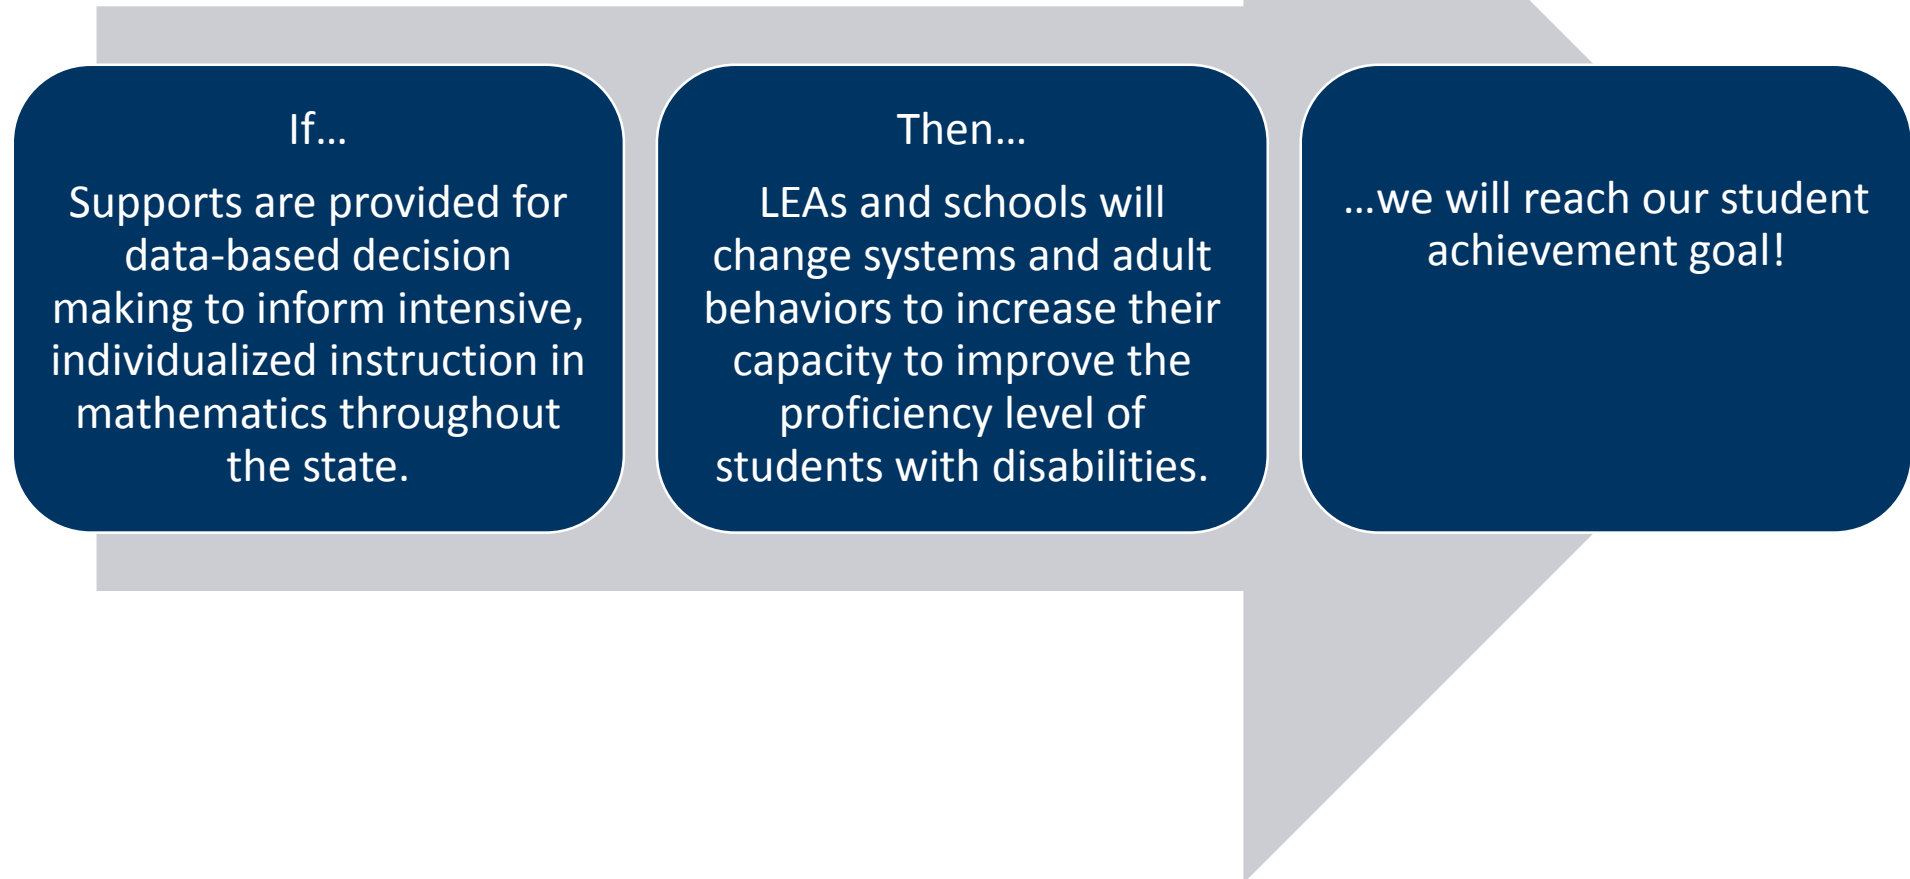 If…
Supports are provided for
data-based decision
making to inform intensive,
individualized instruction in
mathematics throughout
the state.
Then…
LEAs and schools will
change systems and adult
behaviors to increase their
capacity to improve the
proficiency level of
students with disabilities.
…we will reach our student
achievement goal!